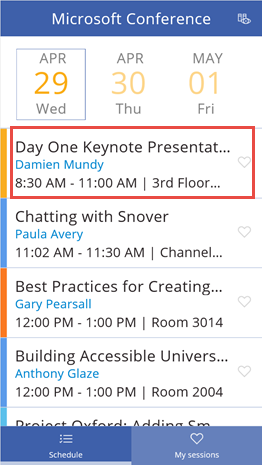 Microsoft Conference
APR
29
Wed
APR
30
Thu
MAY
01
Fri
Day One Keynote Presentat...
Damien Mundy
8:30 AM - 11:00 AM | 3rd Floor...
Chatting with Snover
Paula Avery
11:02 AM - 11:30 AM | Channel...
Best Practices for Creating...
Gary Pearsall
12:00 PM - 1:00 PM | Room 3014
Building Accessible Univers...
Anthony Glaze
12:00 PM - 1:00 PM | Room 2004
Project Oxford: Adding Sm...
Schedule
My sessions